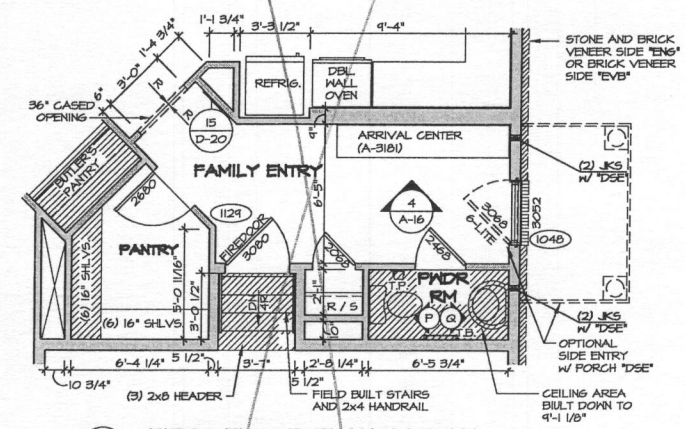 1'-1 3/4"
3'-3 1/2"
9'-4"
1'-4 3/4"
3'-0"
6"
STONE AND BRICK
VENEER SIDE "ENG"
OR BRICK VENEER
SIDE "EVB"
REFRIG.
DBL.
WALL
OVEN
36" CASED
OPENING
R
R
15
D-20
9"
ARRIVAL CENTER
(A-3181)
BUTLER'S
PANTRY
FAMILY ENTRY
6'-5"
(2) JKS
W/ "DSE"
4
A-16
3068
6-LITE
3052
1048
2680
1129
PANTRY
FIREDOOR
3080
2068
2468
(6) 16" SHLVS.
5'-0 11/16"
3'-0 1/2"
DN
4R
2'-1"
R / S
10"
T.P.
PWDR
RM
P
Q
T.B.
(6) 16" SHLVS.
(2) JKS
W/ "DSE"
OPTIONAL
SIDE ENTRY
W/ PORCH "DSE"
6'-4 1/4"
5 1/2"
3'-7"
5 1/2"
2'-8 1/4"
6'-5 3/4"
10 3/4"
(3) 2x8 HEADER
FIELD BUILT STAIRS
AND 2x4 HANDRAIL
CEILING AREA
BIULT DOWN TO
9'-1 1/8"